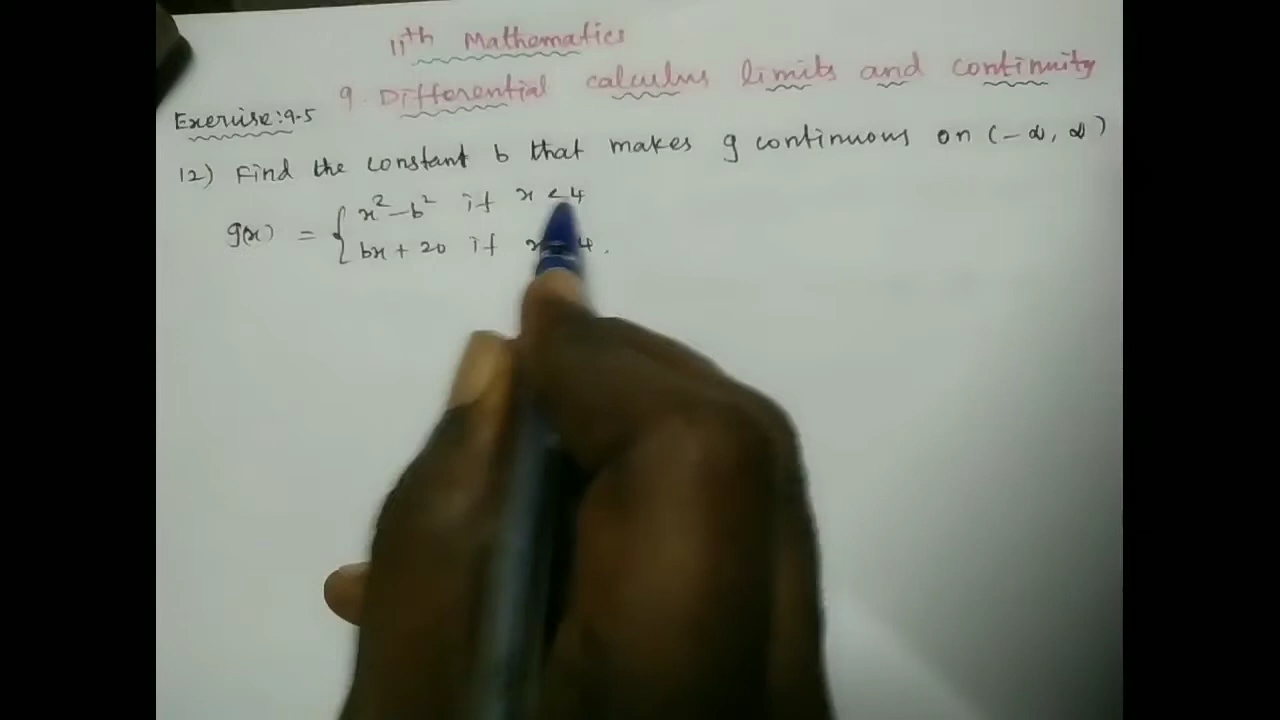 11th Mathematics
9. Differential calculus limits and continuity
Exercise: 9.5
12) Find the constant b that makes g continuous on (-∞, ∞)
g(x) = { x² - b² if x < 4
bx + 20 if x 4.